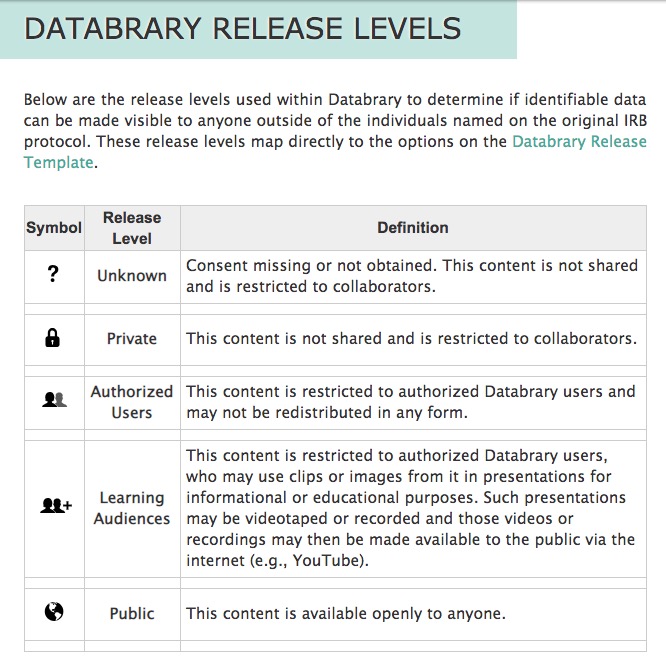 DATABRARY RELEASE LEVELS
Below are the release levels used within Databrary to determine if identifiable data
can be made visible to anyone outside of the individuals named on the original IRB
protocol. These release levels map directly to the options on the Databrary Release
Template.
Symbol Release Level Definition
? Unknown Consent missing or not obtained. This content is not shared
and is restricted to collaborators.
Private This content is not shared and is restricted to collaborators.
Authorized Users This content is restricted to authorized Databrary users and
may not be redistributed in any form.
+ Learning Audiences This content is restricted to authorized Databrary users,
who may use clips or images from it in presentations for
informational or educational purposes. Such presentations
may be videotaped or recorded and those videos or
recordings may then be made available to the public via the
internet (e.g., YouTube).
Public This content is available openly to anyone.